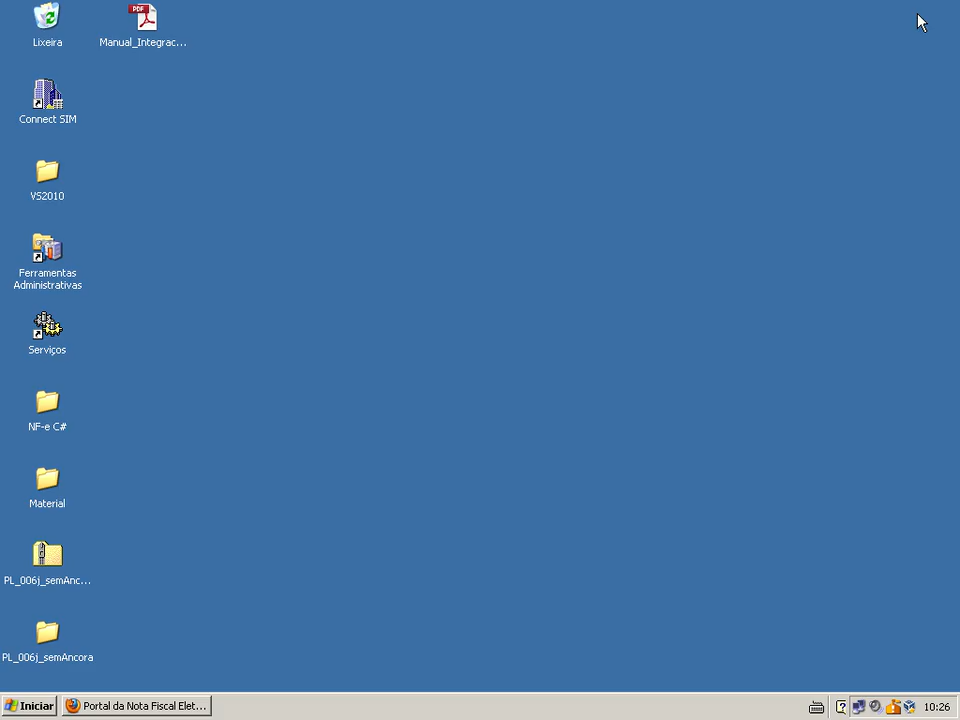 Lixeira
PDF
Manual_Integrac...
Connect SIM
VS2010
Ferramentas
Administrativas
Serviços
NF-e C#
Material
PL_006j_semAnc...
PL_006j_semAncora
Iniciar
Portal da Nota Fiscal Elet...
10:26